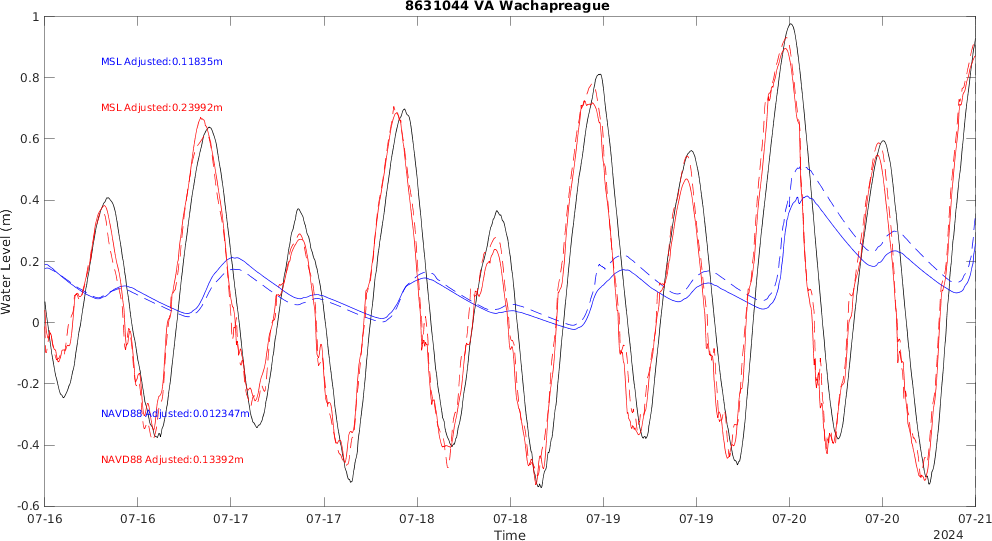 8631044 VA Wachapreague
Water Level (m)
1
0.8
0.6
0.4
0.2
0
-0.2
-0.4
-0.6
MSL Adjusted:0.11835m
MSL Adjusted:0.23992m
NAVD88 Adjusted:0.012347m
NAVD88 Adjusted:0.13392m
07-16 07-16 07-17 07-17 07-18 07-18 07-19 07-19 07-20 07-20 07-21
Time
2024